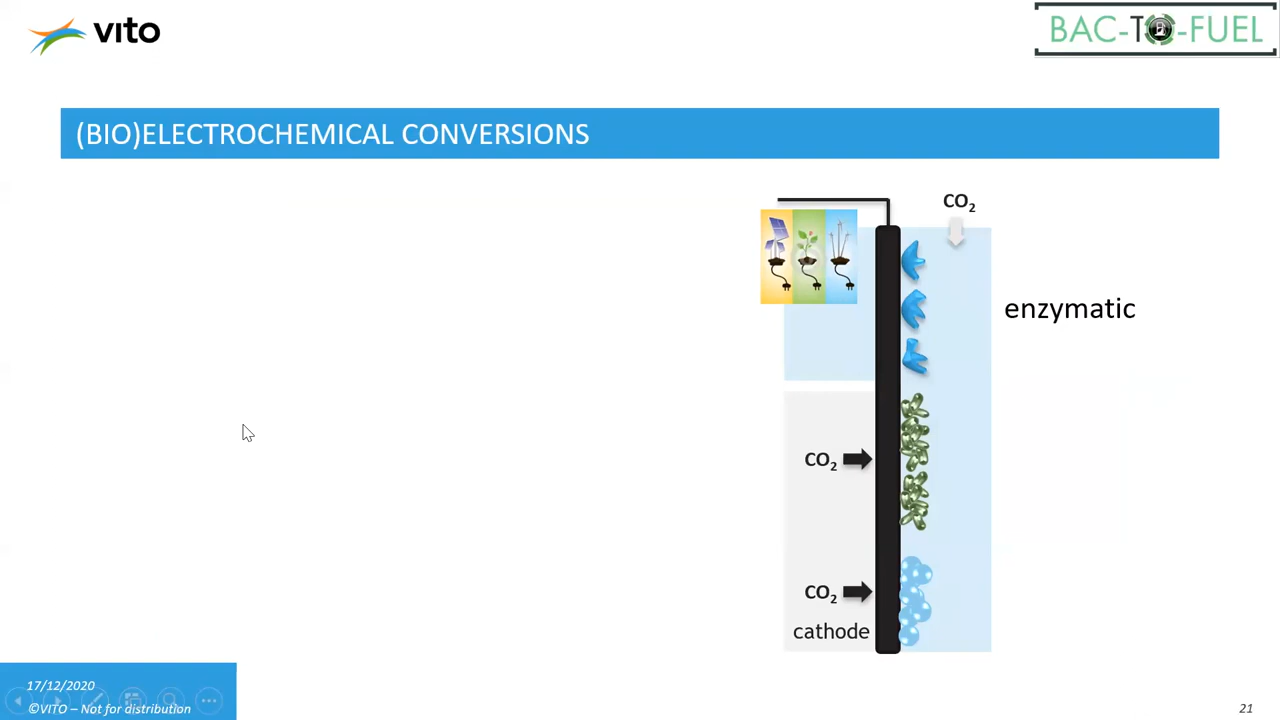 vito
BAC-TO-FUEL
(BIO)ELECTROCHEMICAL CONVERSIONS
CO₂
enzymatic
CO₂
CO₂
cathode
17/12/2020
©VITO – Not for distribution
21